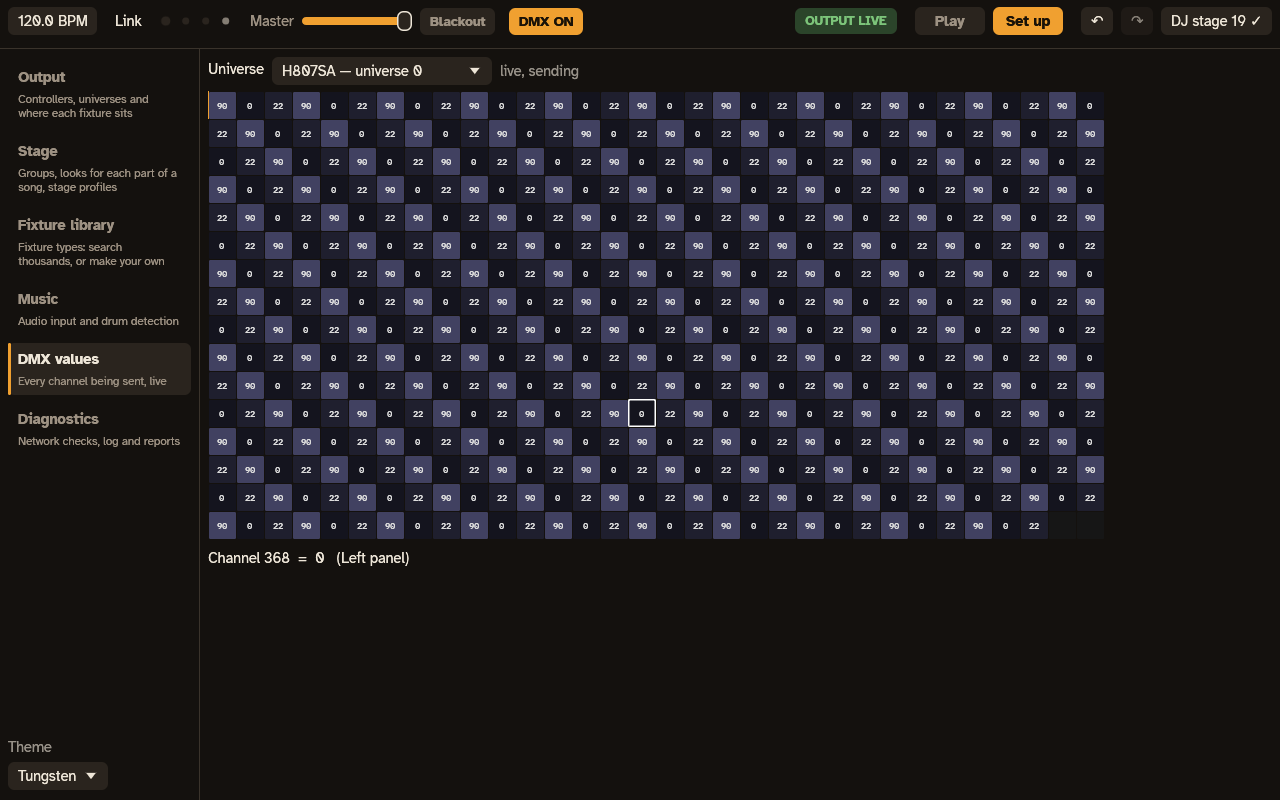 120.0 BPM Link Master Blackout DMX ON OUTPUT LIVE Play Set up ↶ ↷ DJ stage 19 ✓
Output
Controllers, universes and
where each fixture sits
Stage
Groups, looks for each part of a
song, stage profiles
Fixture library
Fixture types: search
thousands, or make your own
Music
Audio input and drum detection
DMX values
Every channel being sent, live
Diagnostics
Network checks, log and reports
Theme
Tungsten
Universe H807SA — universe 0 live, sending
90 0 22 90 0 22 90 0 22 90 0 22 90 0 22 90 0 22 90 0 22 90 0 22 90 0 22 90 0 22 90 0
22 90 0 22 90 0 22 90 0 22 90 0 22 90 0 22 90 0 22 90 0 22 90 0 22 90 0 22 90 0 22 90
0 22 90 0 22 90 0 22 90 0 22 90 0 22 90 0 22 90 0 22 90 0 22 90 0 22 90 0 22 90 0 22
90 0 22 90 0 22 90 0 22 90 0 22 90 0 22 90 0 22 90 0 22 90 0 22 90 0 22 90 0 22 90 0
22 90 0 22 90 0 22 90 0 22 90 0 22 90 0 22 90 0 22 90 0 22 90 0 22 90 0 22 90 0 22 90
0 22 90 0 22 90 0 22 90 0 22 90 0 22 90 0 22 90 0 22 90 0 22 90 0 22 90 0 22 90 0 22
90 0 22 90 0 22 90 0 22 90 0 22 90 0 22 90 0 22 90 0 22 90 0 22 90 0 22 90 0 22 90 0
22 90 0 22 90 0 22 90 0 22 90 0 22 90 0 22 90 0 22 90 0 22 90 0 22 90 0 22 90 0 22 90
0 22 90 0 22 90 0 22 90 0 22 90 0 22 90 0 22 90 0 22 90 0 22 90 0 22 90 0 22 90 0 22
90 0 22 90 0 22 90 0 22 90 0 22 90 0 22 90 0 22 90 0 22 90 0 22 90 0 22 90 0 22 90 0
22 90 0 22 90 0 22 90 0 22 90 0 22 90 0 22 90 0 22 90 0 22 90 0 22 90 0 22 90 0 22 90
0 22 90 0 22 90 0 22 90 0 22 90 0 22 90 0 22 90 0 22 90 0 22 90 0 22 90 0 22 90 0 22
90 0 22 90 0 22 90 0 22 90 0 22 90 0 22 90 0 22 90 0 22 90 0 22 90 0 22 90 0 22 90 0
22 90 0 22 90 0 22 90 0 22 90 0 22 90 0 22 90 0 22 90 0 22 90 0 22 90 0 22 90 0 22 90
0 22 90 0 22 90 0 22 90 0 22 90 0 22 90 0 22 90 0 22 90 0 22 90 0 22 90 0 22 90 0 22
90 0 22 90 0 22 90 0 22 90 0 22 90 0 22 90 0 22 90 0 22 90 0 22 90 0 22 90 0 22
Channel 368 = 0 (Left panel)